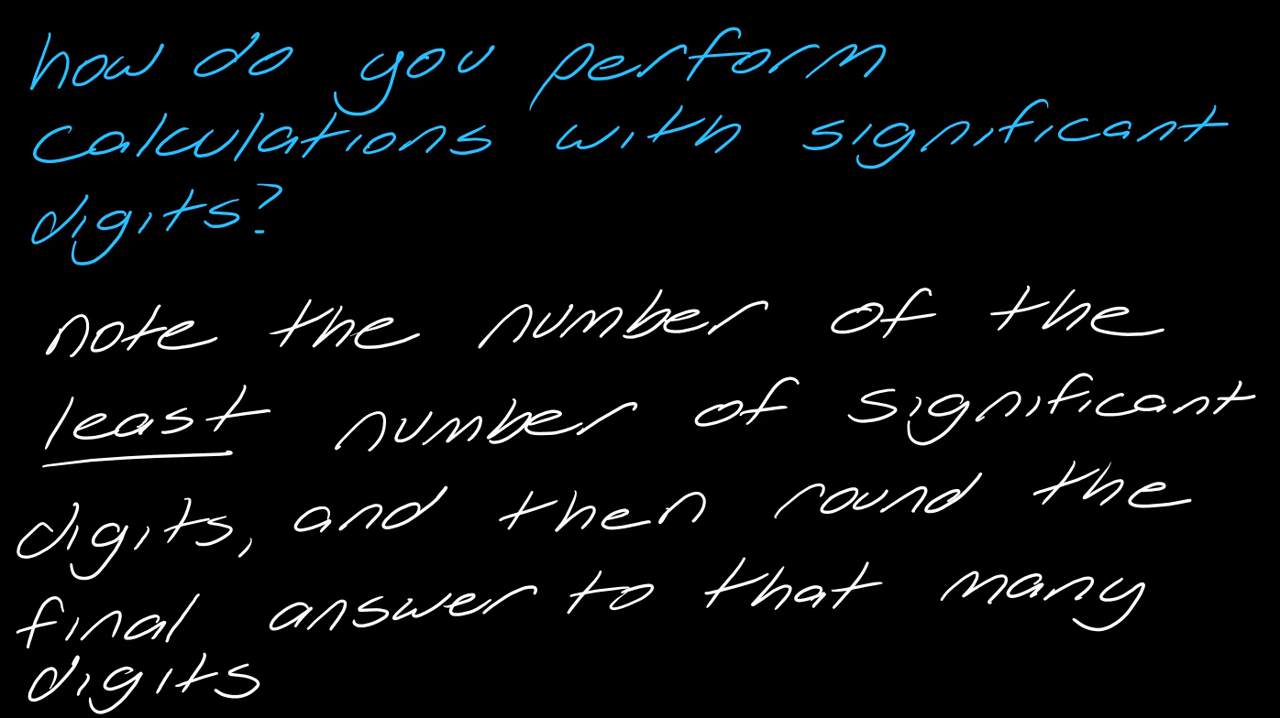 how do you perform
calculations with significant
digits?
note the number of the
least number of significant
digits, and then round the
final answer to that many
digits